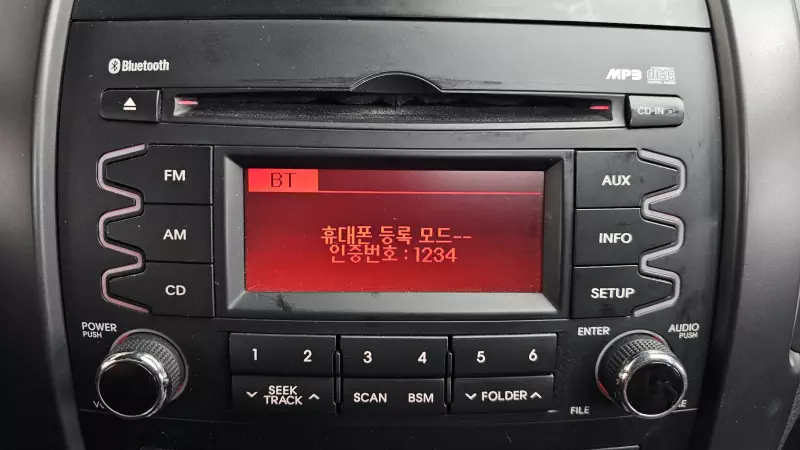 Bluetooth
MP3
CD-IN
FM
AUX
BT
AM
INFO
휴대폰 등록 모드--
인증번호 : 1234
CD
SETUP
POWER
PUSH
ENTER
AUDIO
PUSH
1 2 3 4 5 6
SEEK
TRACK
SCAN BSM
FOLDER
FILE